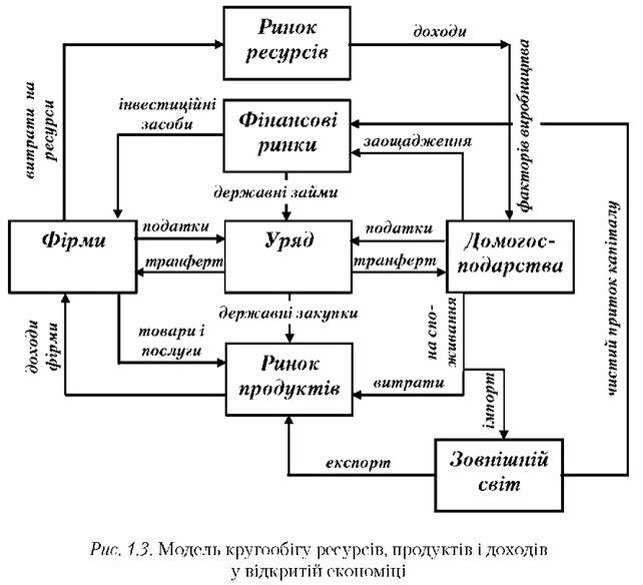 Ринок
ресурсів
доходи
факторів виробництва
витрати на
ресурси
інвестиційні
засоби
Фінансові
ринки
заощадження
державні займи
Фірми
податки
транферт
Уряд
податки
транферт
Домогос-
подарства
чистий приток капіталу
державні закупки
доходи
фірми
товари і
послуги
Ринок
продуктів
на спо-
живання
витрати
імпорт
експорт
Зовнішній
світ
Рис. 1.3. Модель кругообігу ресурсів, продуктів і доходів
у відкритій економіці